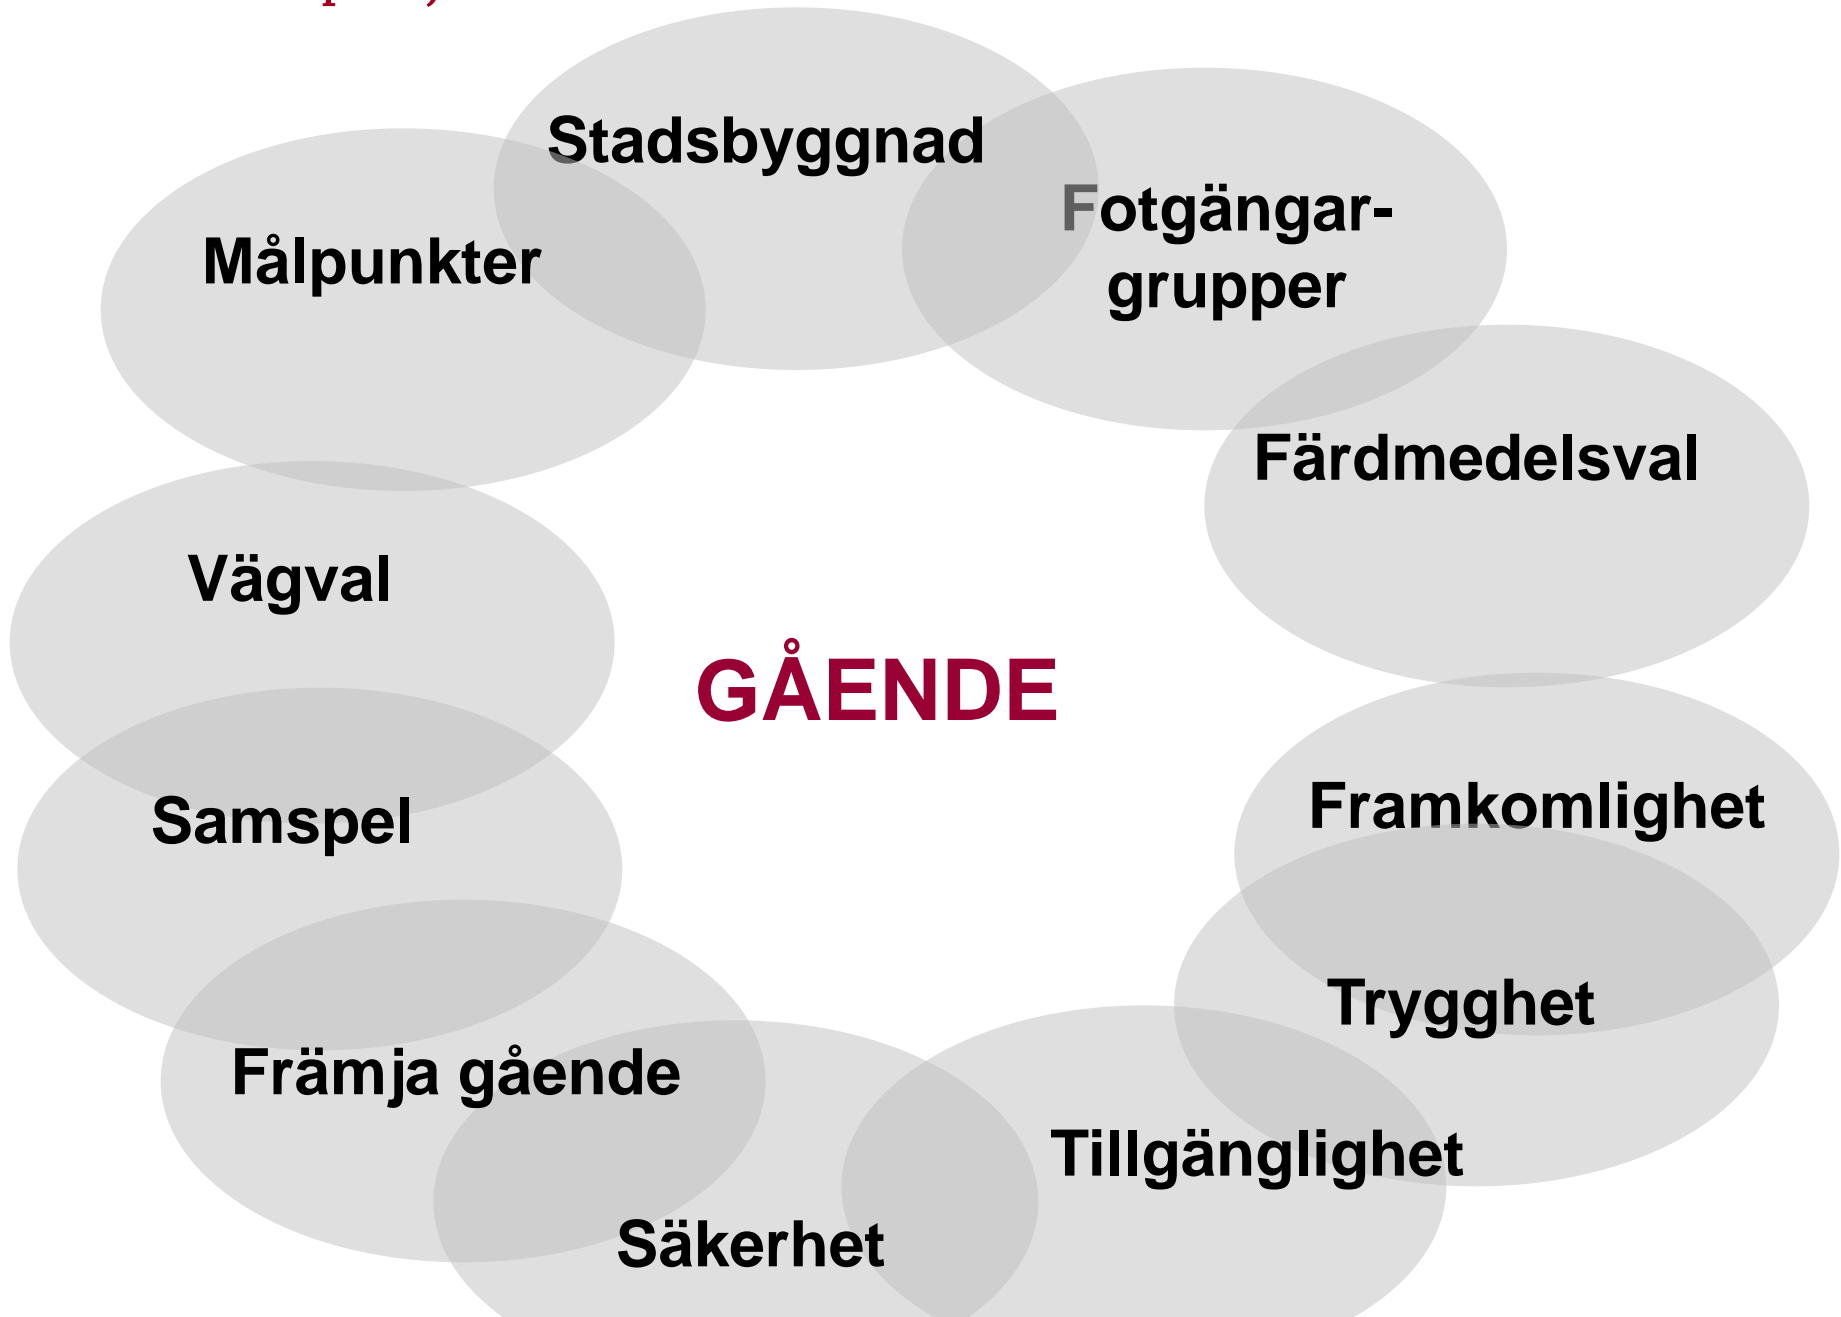 Stadsbyggnad
Fotgängar-
grupper
Målpunkter
Färdmedelsval
Vägval
GÅENDE
Framkomlighet
Samspel
Trygghet
Främja gående
Tillgänglighet
Säkerhet